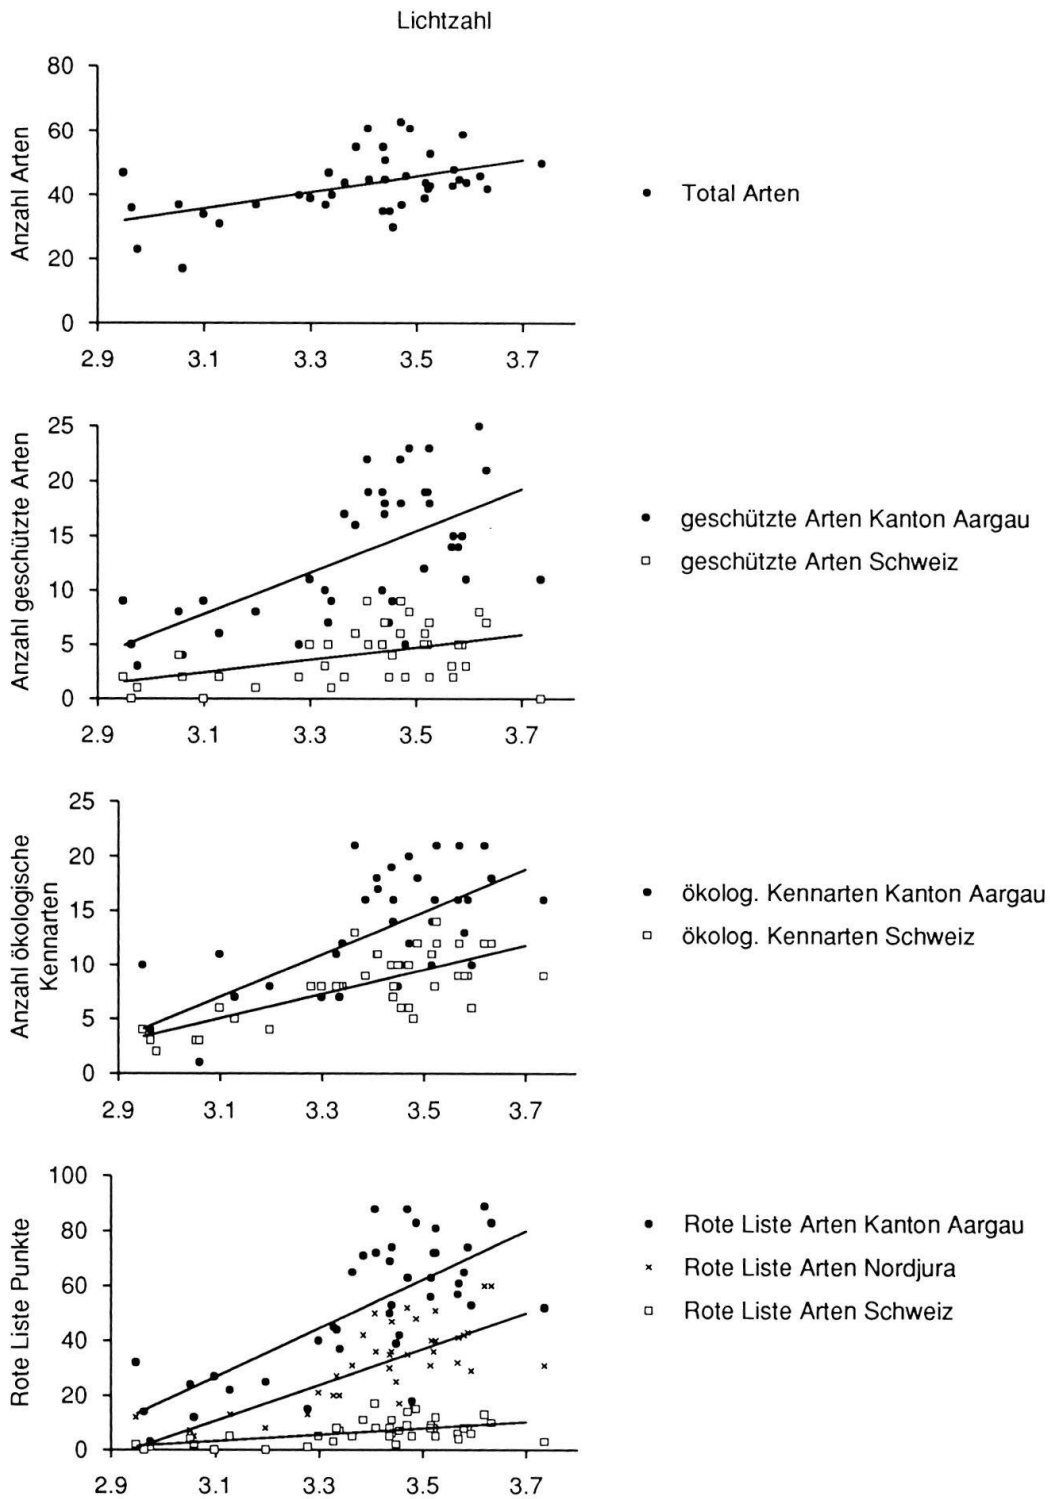 Lichtzahl
Anzahl Arten
80
60
40
20
0
2.9 3.1 3.3 3.5 3.7
Total Arten
Anzahl geschützte Arten
25
20
15
10
5
0
2.9 3.1 3.3 3.5 3.7
geschützte Arten Kanton Aargau
geschützte Arten Schweiz
Anzahl ökologische
Kennarten
25
20
15
10
5
0
2.9 3.1 3.3 3.5 3.7
ökolog. Kennarten Kanton Aargau
ökolog. Kennarten Schweiz
Rote Liste Punkte
100
80
60
40
20
0
2.9 3.1 3.3 3.5 3.7
Rote Liste Arten Kanton Aargau
Rote Liste Arten Nordjura
Rote Liste Arten Schweiz